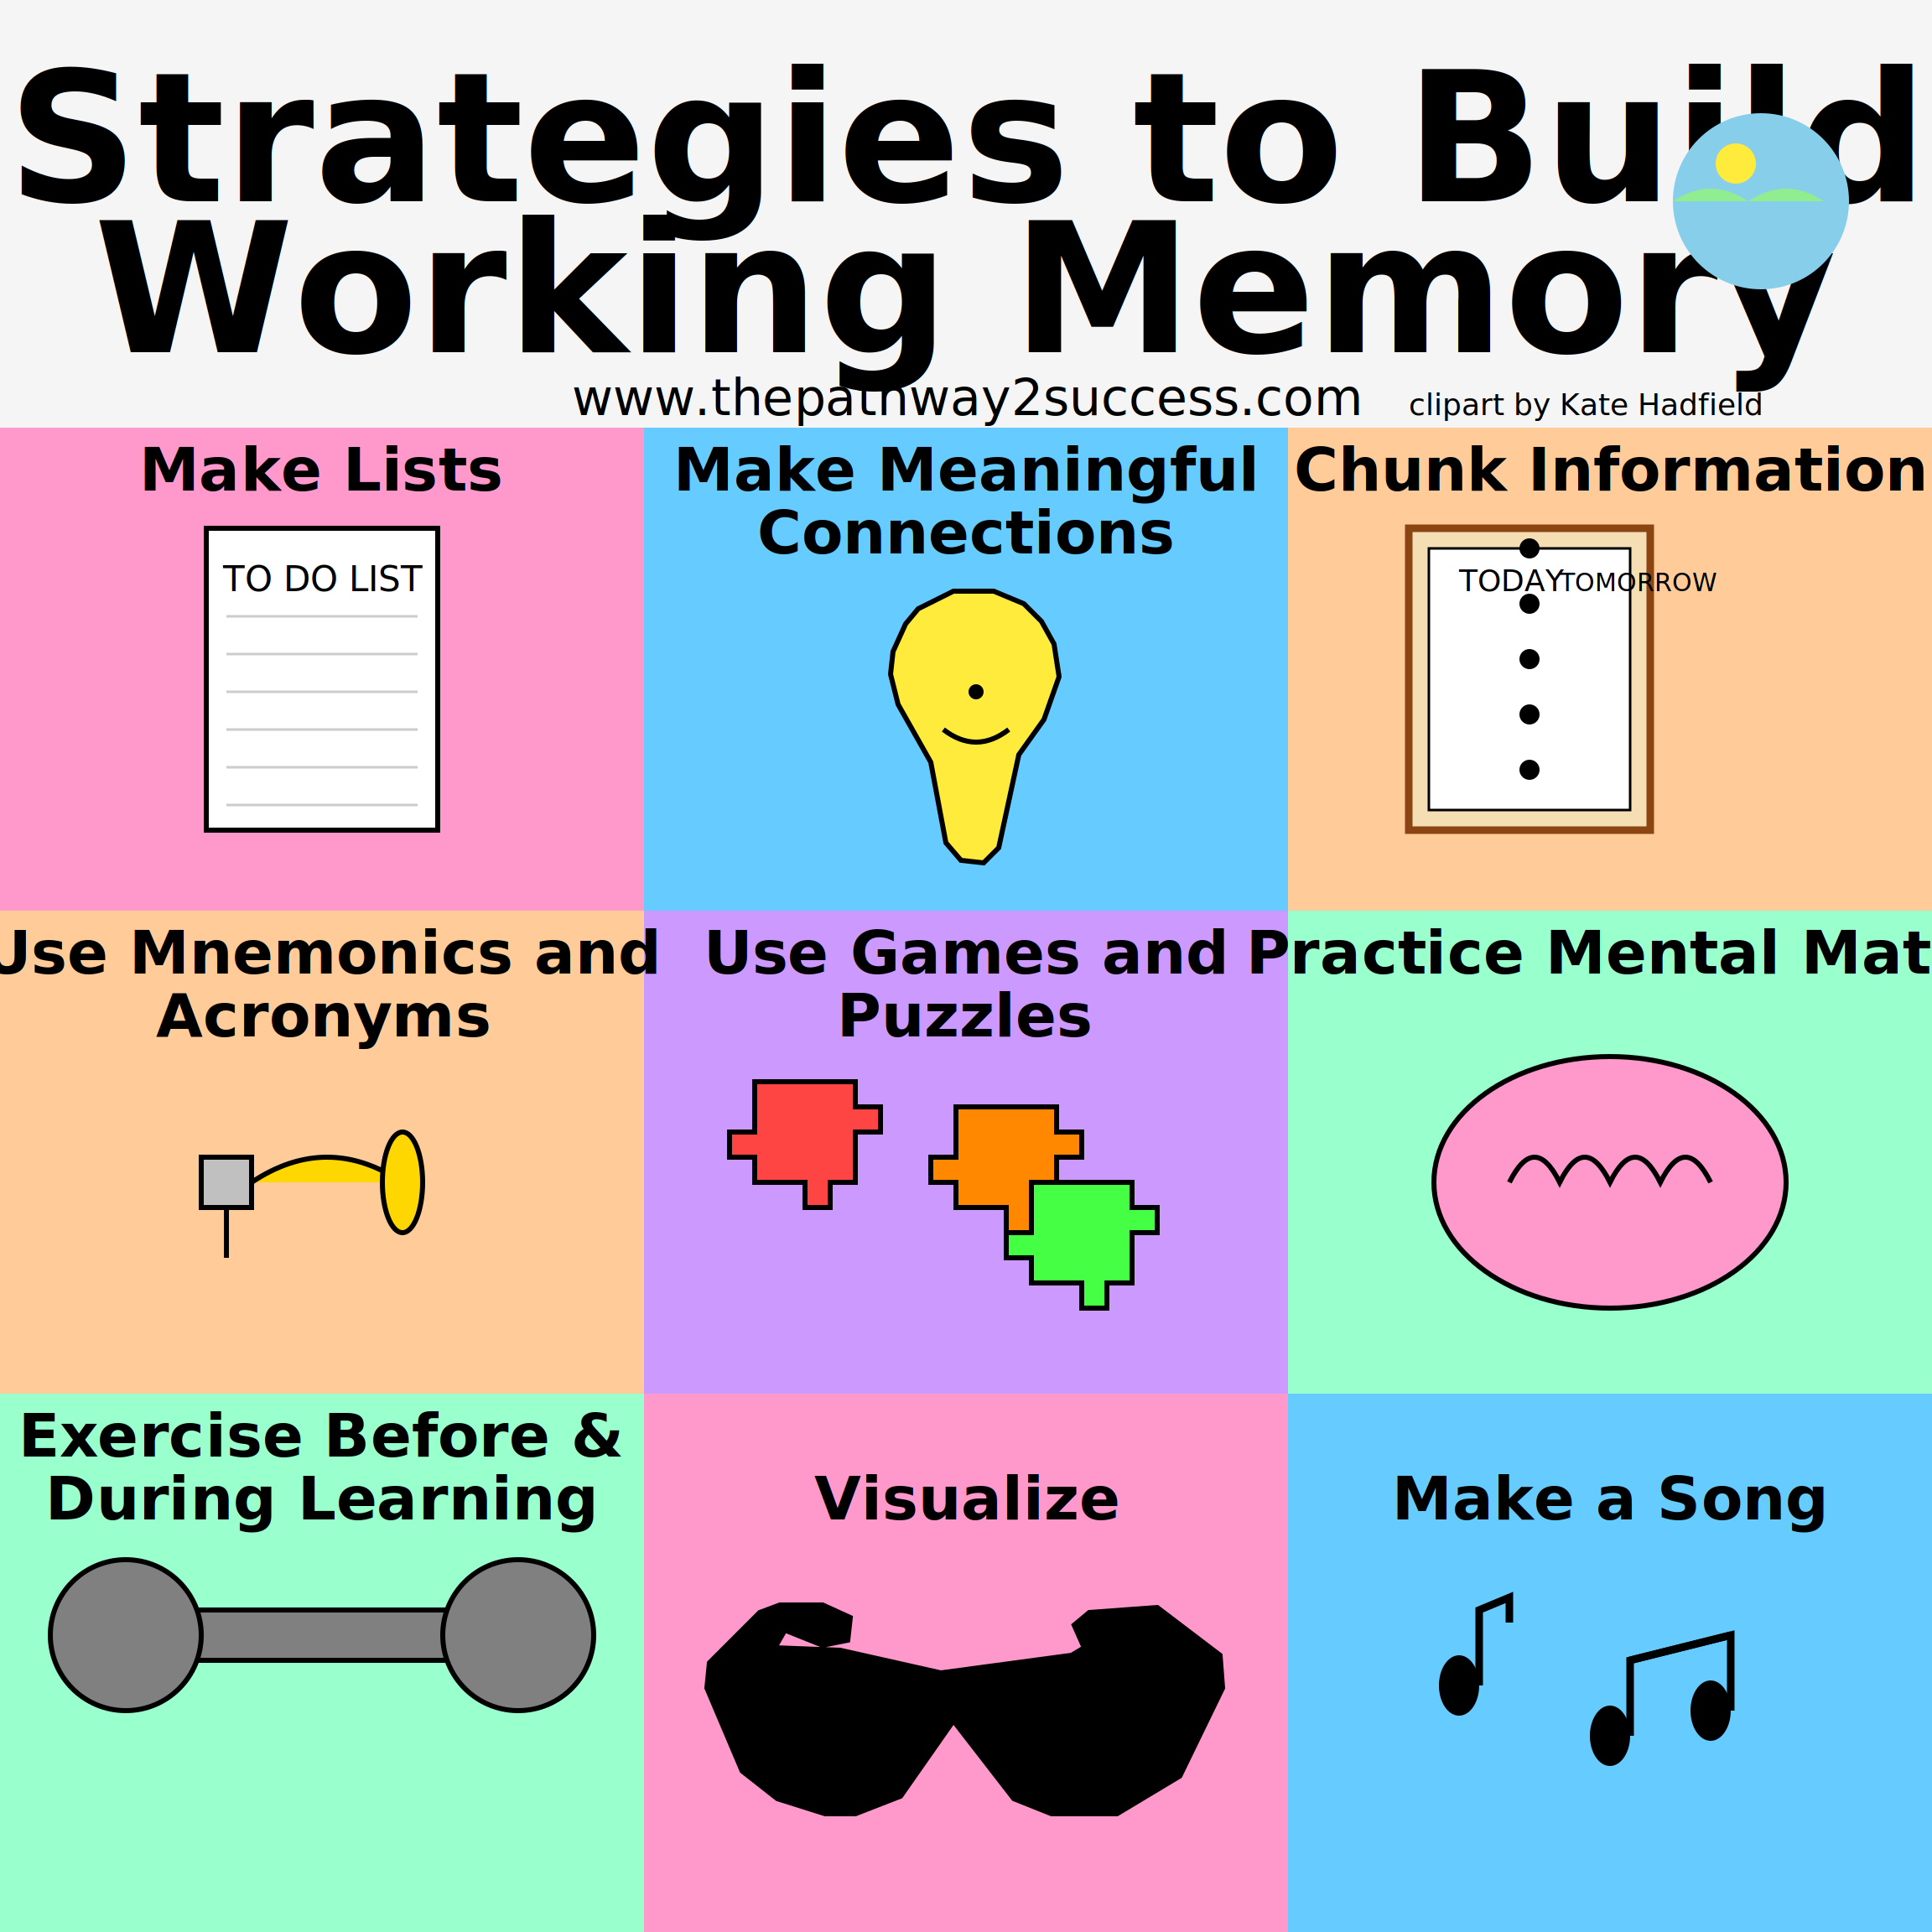 Strategies to Build
Working Memory
www.thepathway2success.com
clipart by Kate Hadfield
Make Lists
TO DO LIST
Make Meaningful
Connections
Chunk Information
TODAY
TOMORROW
Use Mnemonics and
Acronyms
Use Games and
Puzzles
Practice Mental Mat
Exercise Before &
During Learning
Visualize
Make a Song